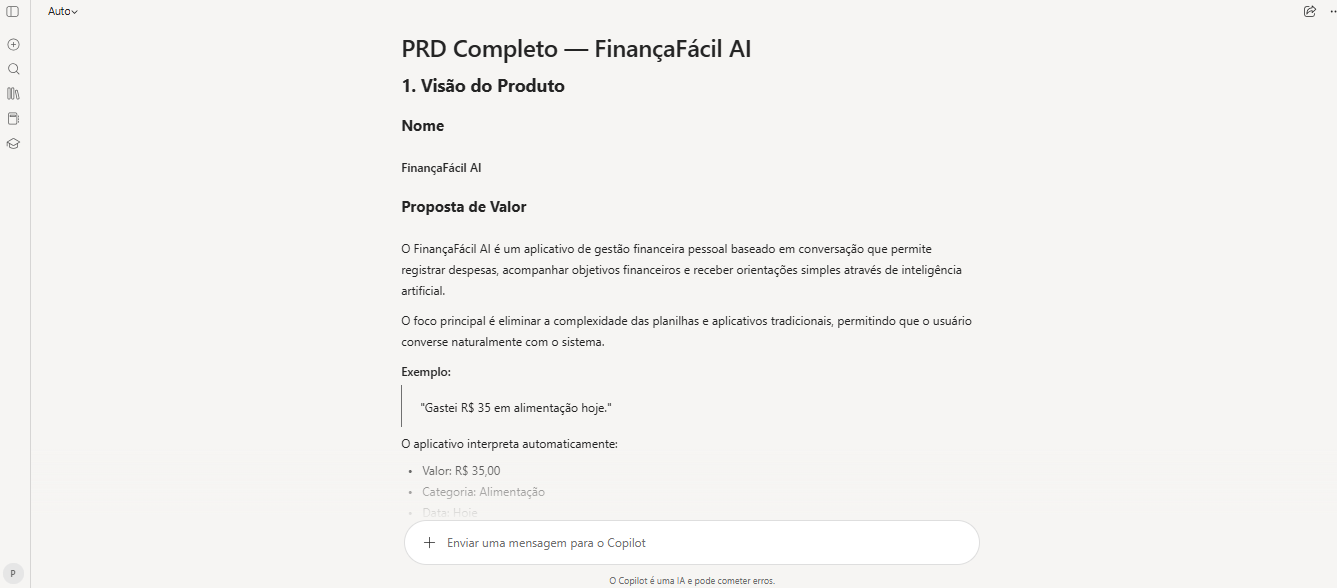 Auto
PRD Completo — FinançaFácil AI
1. Visão do Produto
Nome
FinançaFácil AI
Proposta de Valor
O FinançaFácil AI é um aplicativo de gestão financeira pessoal baseado em conversação que permite
registrar despesas, acompanhar objetivos financeiros e receber orientações simples através de inteligência
artificial.
O foco principal é eliminar a complexidade das planilhas e aplicativos tradicionais, permitindo que o usuário
converse naturalmente com o sistema.
Exemplo:
"Gastei R$ 35 em alimentação hoje."
O aplicativo interpreta automaticamente:
• Valor: R$ 35,00
• Categoria: Alimentação
• Data: Hoje
Enviar uma mensagem para o Copilot
P
O Copilot é uma IA e pode cometer erros.